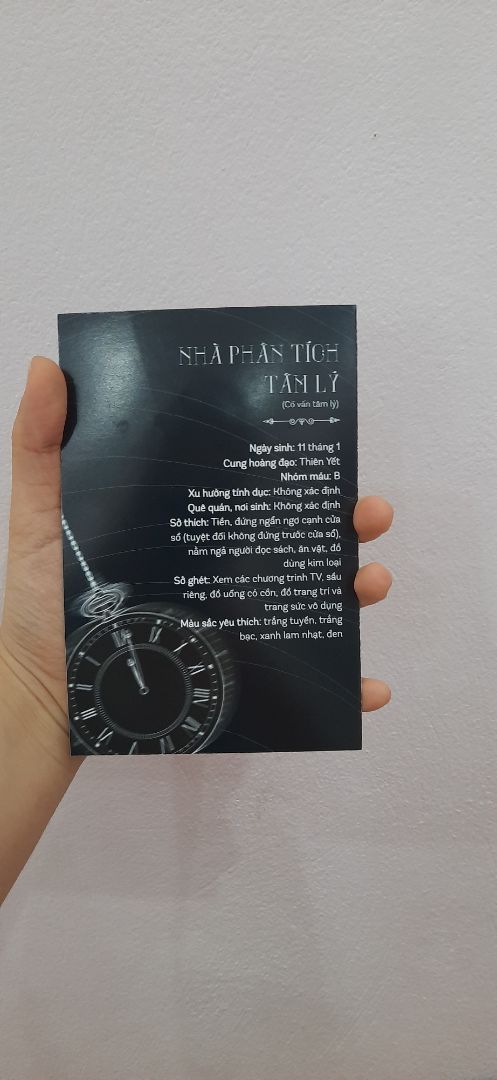 NHÀ PHÂN TÍCH
TÂM LÝ
(Cố vấn tâm lý)
Ngày sinh: 11 tháng 1
Cung hoàng đạo: Thiên Yết
Nhóm máu: B
Xu hướng tính dục: Không xác định
Quê quán, nơi sinh: Không xác định
Sở thích: Tiền, đứng ngẩn ngơ cạnh cửa
sổ (tuyệt đối không đứng trước cửa sổ),
nằm ngả người đọc sách, ăn vặt, đồ
dùng kim loại
Sở ghét: Xem các chương trình TV, sầu
riêng, đồ uống có cồn, đồ trang trí và
trang sức vô dụng
Màu sắc yêu thích: trắng tuyền, trắng
bạc, xanh lam nhạt, đen